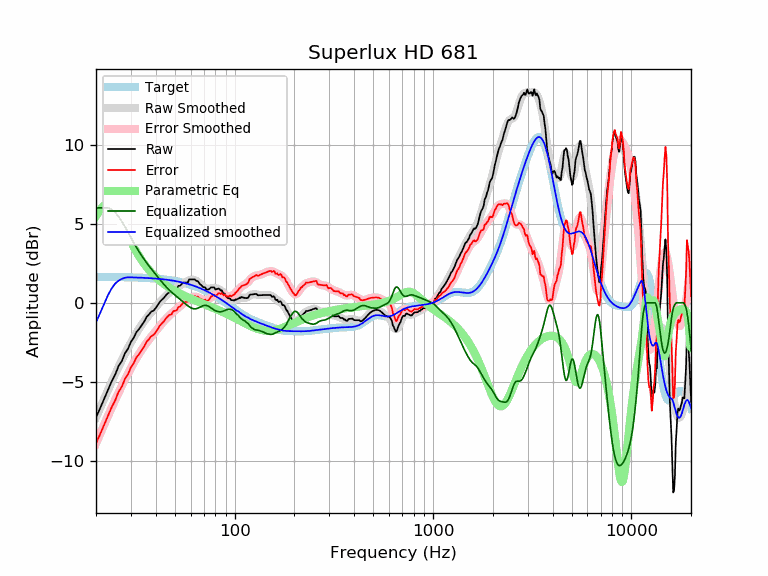 Superlux HD 681
Target
Raw Smoothed
Error Smoothed
Raw
Error
Parametric Eq
Equalization
Equalized smoothed
10
5
0
−5
−10
Amplitude (dBr)
100
1000
10000
Frequency (Hz)